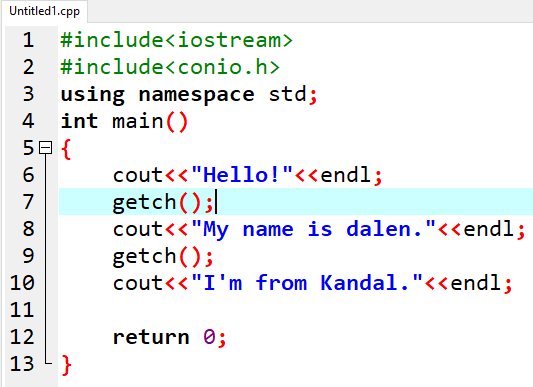 Untitled1.cpp
1 #include<iostream>
2 #include<conio.h>
3 using namespace std;
4 int main()
5 {
6 cout<<"Hello!"<<endl;
7 getch();
8 cout<<"My name is dalen."<<endl;
9 getch();
10 cout<<"I'm from Kandal."<<endl;
11
12 return 0;
13 }